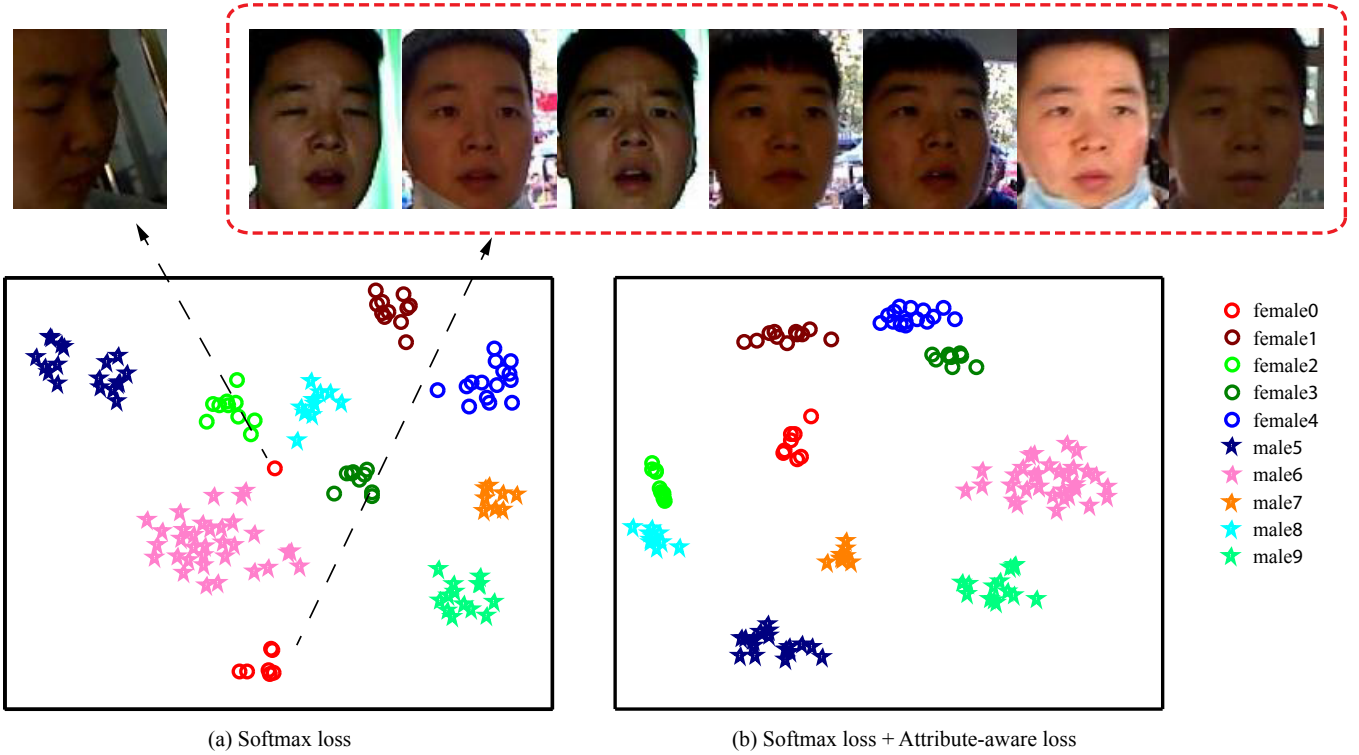 female0
female1
female2
female3
female4
male5
male6
male7
male8
male9
(a) Softmax loss
(b) Softmax loss + Attribute-aware loss